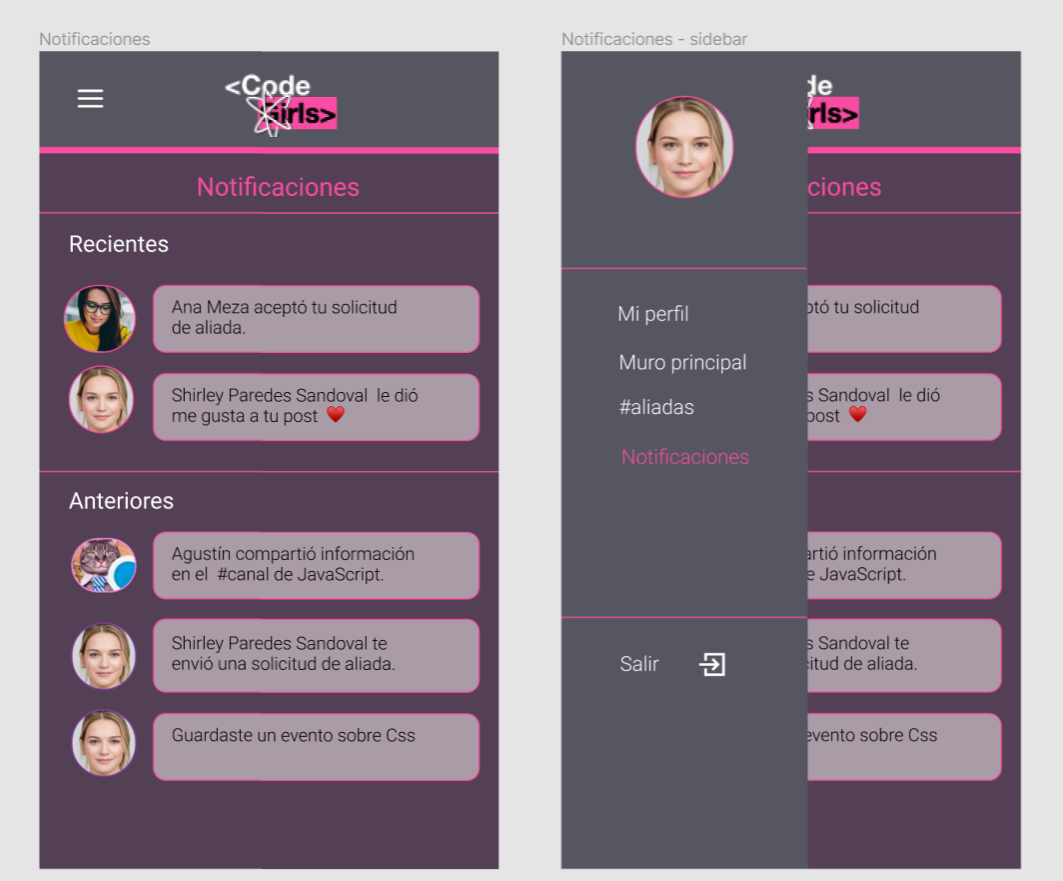 Notificaciones
<Code
Girls>
Notificaciones
Recientes
Ana Meza aceptó tu solicitud
de aliada.
Shirley Paredes Sandoval le dió
me gusta a tu post ♥️
Anteriores
Agustín compartió información
en el #canal de JavaScript.
Shirley Paredes Sandoval te
envió una solicitud de aliada.
Guardaste un evento sobre Css
Notificaciones - sidebar
de
rls>
ciones
Mi perfil
Muro principal
#aliadas
Notificaciones
Salir
ptó tu solicitud
s Sandoval le dió
post ♥️
artió información
e JavaScript.
s Sandoval te
citud de aliada.
evento sobre Css